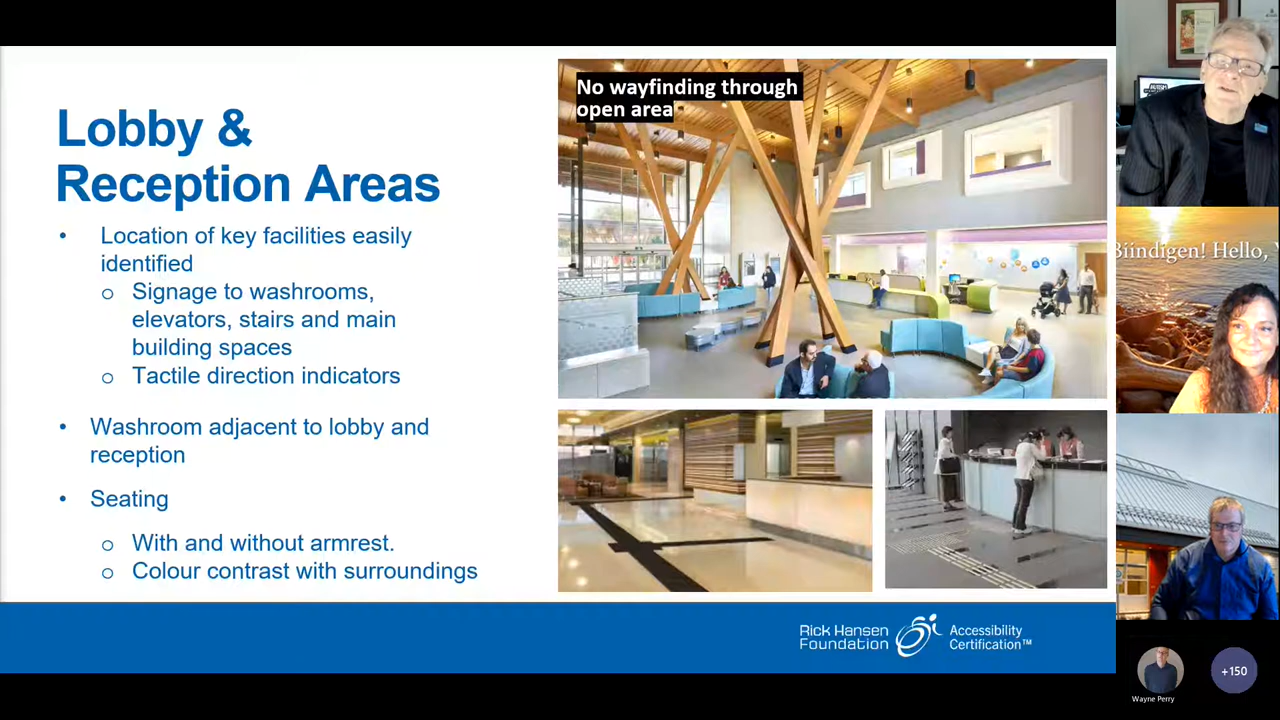 Lobby &
Reception Areas
• Location of key facilities easily
identified
o Signage to washrooms,
elevators, stairs and main
building spaces
o Tactile direction indicators
• Washroom adjacent to lobby and
reception
• Seating
o With and without armrest.
o Colour contrast with surroundings
No wayfinding through
open area
Rick Hansen
Foundation
Accessibility
Certification™
Biindigen! Hello,
Wayne Perry
+150